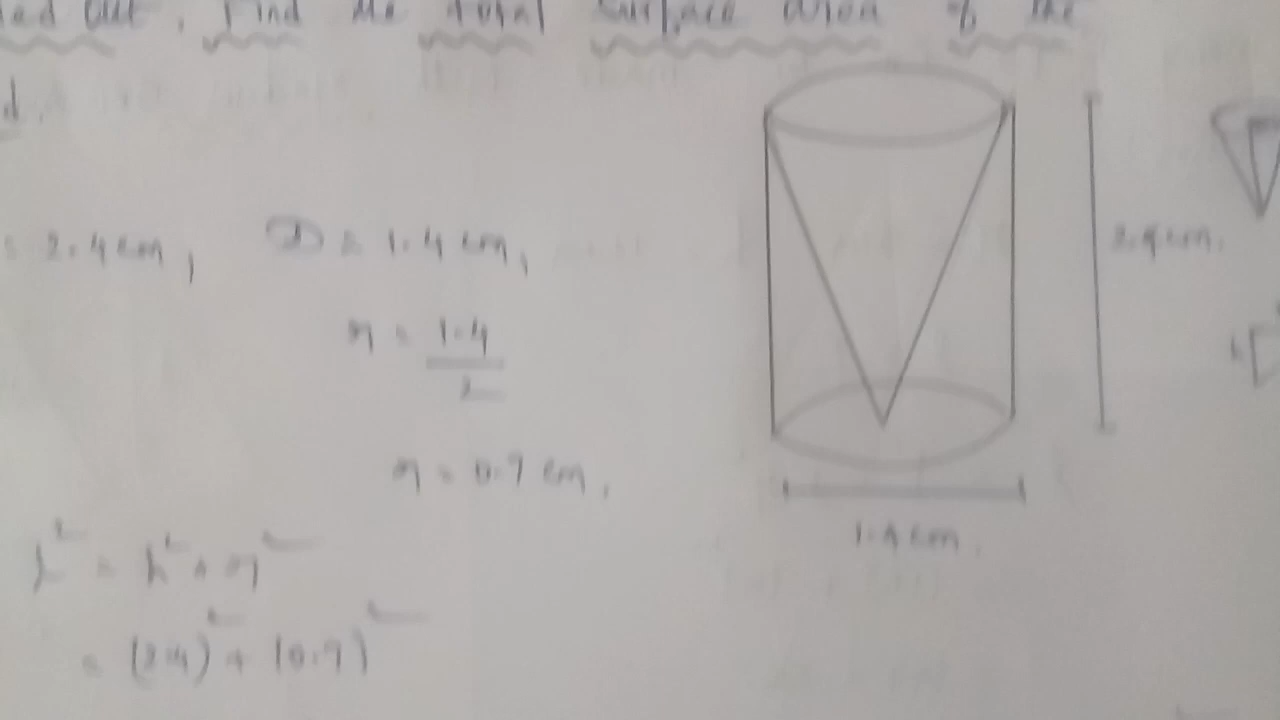 out. Find the total surface area of the
d.
= 2.4 cm, d = 1.4 cm,
2.4 cm.
r = 1.4
2
r = 0.7 cm,
1.4 cm.
l² = h² + r²
= (2.4)² + (0.7)²